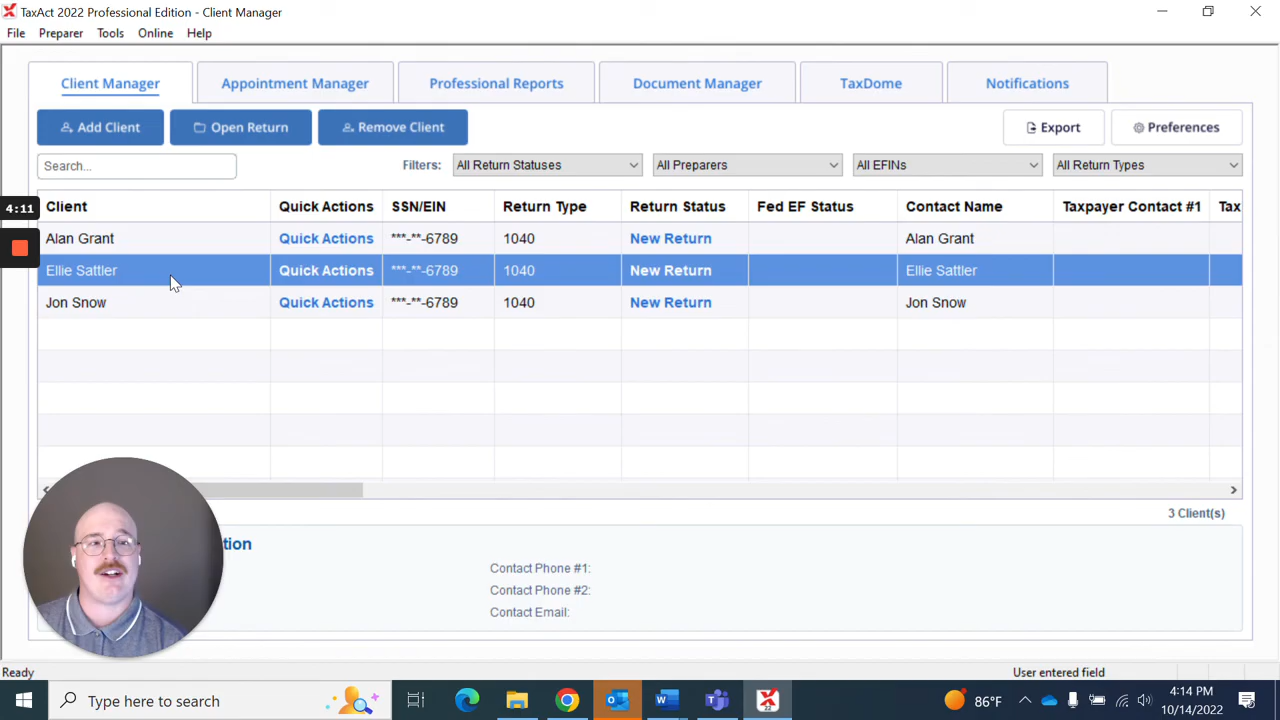 TaxAct 2022 Professional Edition - Client Manager
File Preparer Tools Online Help
Client Manager Appointment Manager Professional Reports Document Manager TaxDome Notifications
Add Client Open Return Remove Client Export Preferences
Search... Filters: All Return Statuses All Preparers All EFINs All Return Types
Client Quick Actions SSN/EIN Return Type Return Status Fed EF Status Contact Name Taxpayer Contact #1 Tax
4:11
Alan Grant Quick Actions ***-**-6789 1040 New Return Alan Grant
Ellie Sattler Quick Actions ***-**-6789 1040 New Return Ellie Sattler
Jon Snow Quick Actions ***-**-6789 1040 New Return Jon Snow
3 Client(s)
tion
Contact Phone #1:
Contact Phone #2:
Contact Email:
Ready User entered field
Type here to search 22 86°F 4:14 PM
10/14/2022